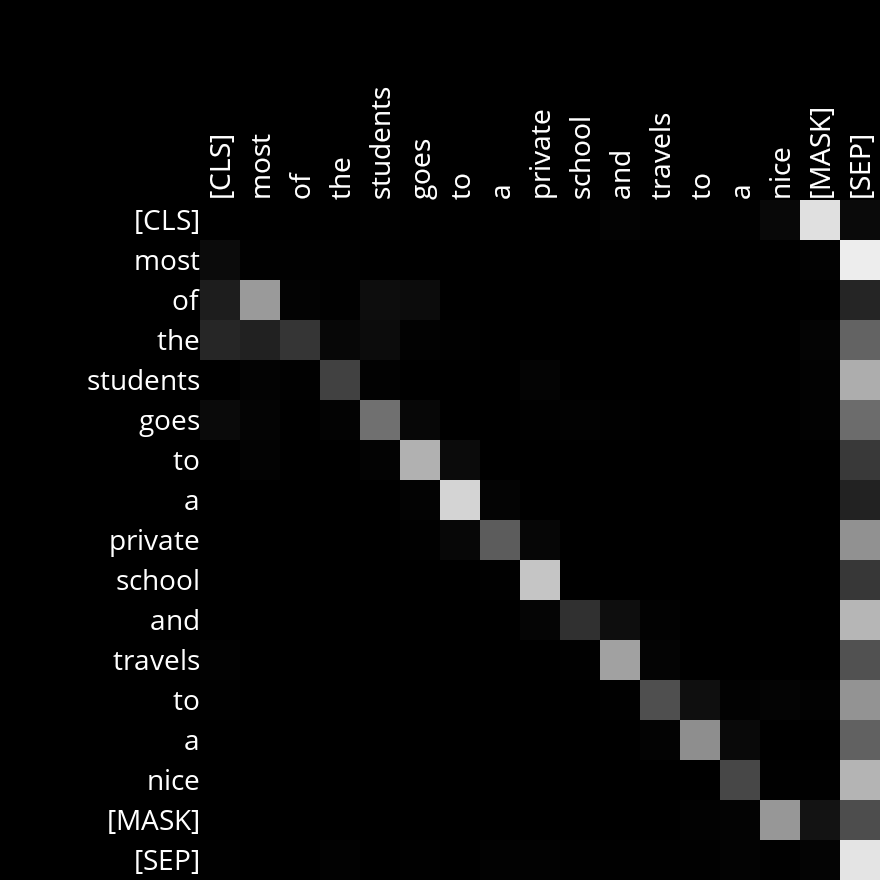 [CLS]
most
of
the
students
goes
to
a
private
school
and
travels
to
a
nice
[MASK]
[SEP]
[CLS]
most
of
the
students
goes
to
a
private
school
and
travels
to
a
nice
[MASK]
[SEP]